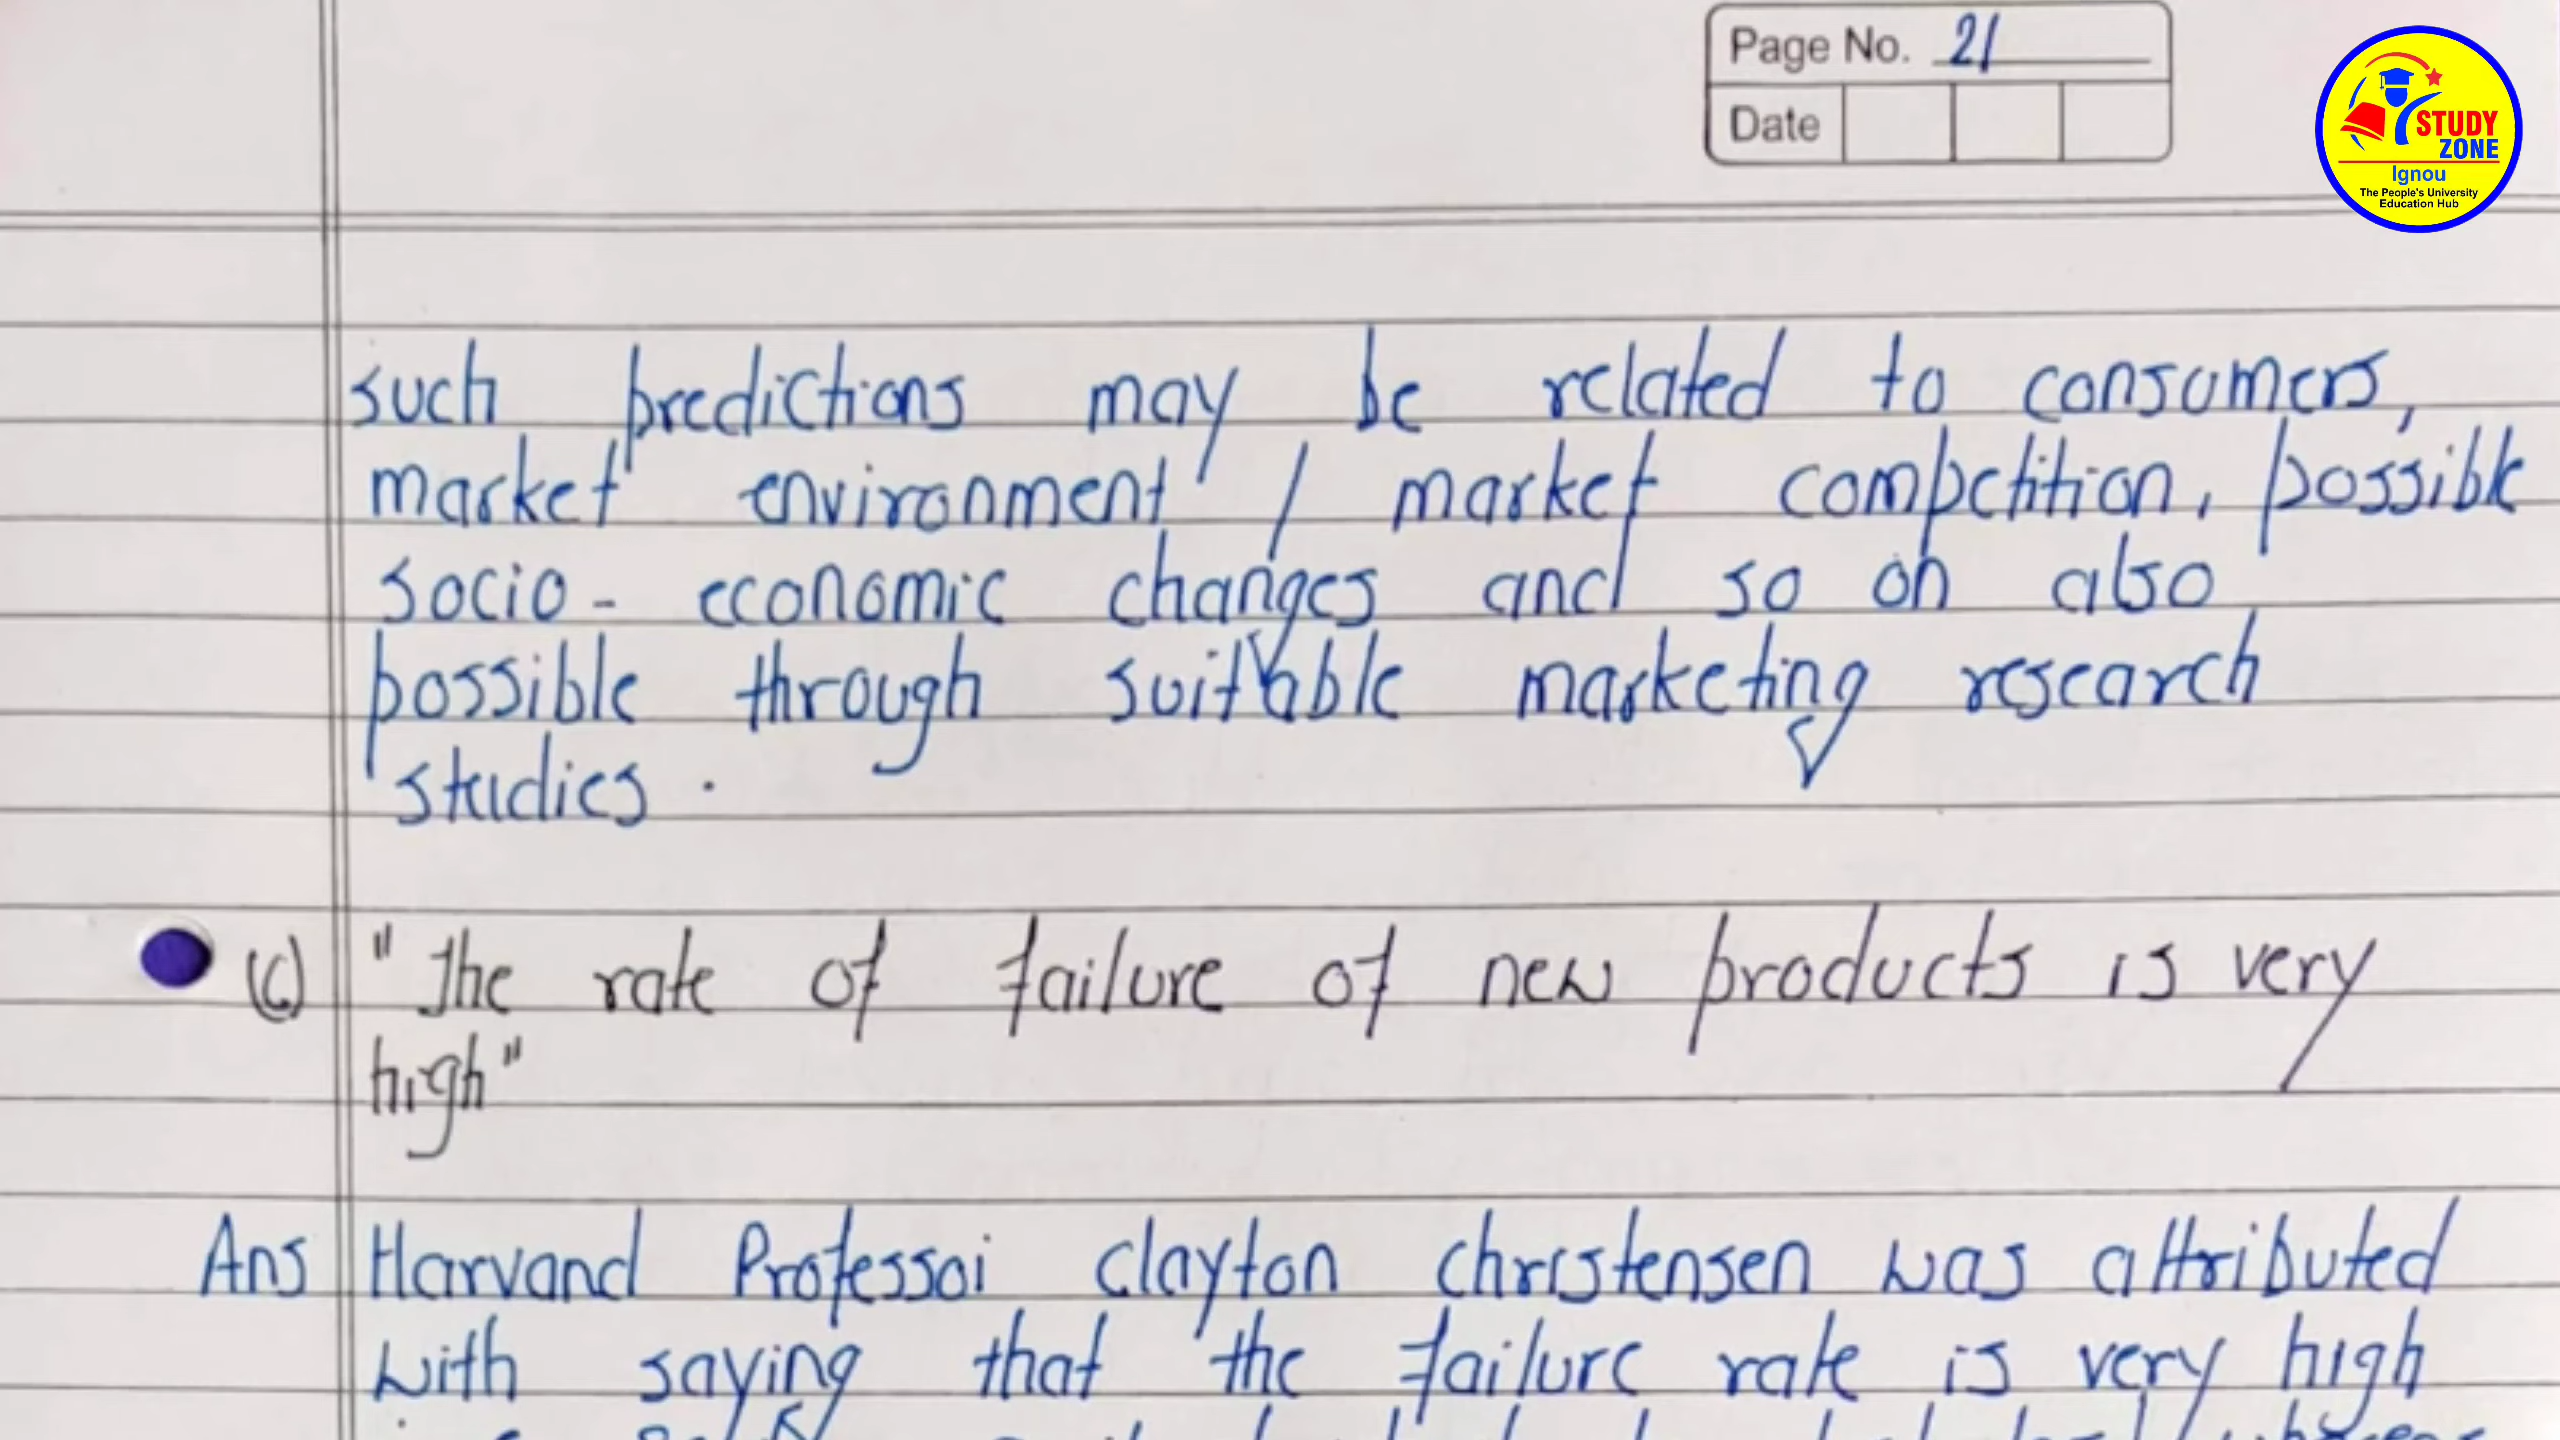 Page No. 21
Date
STUDY
ZONE
Ignou
The People's University
Education Hub
such predictions may be related to consumers,
market environment / market competition, possible
socio - economic changes and so on also
possible through suitable marketing research
studies.
(c) "The rate of failure of new products is very
high"
Ans Harvand Professoi clayton christensen was attributed
with saying that the failure rate is very high